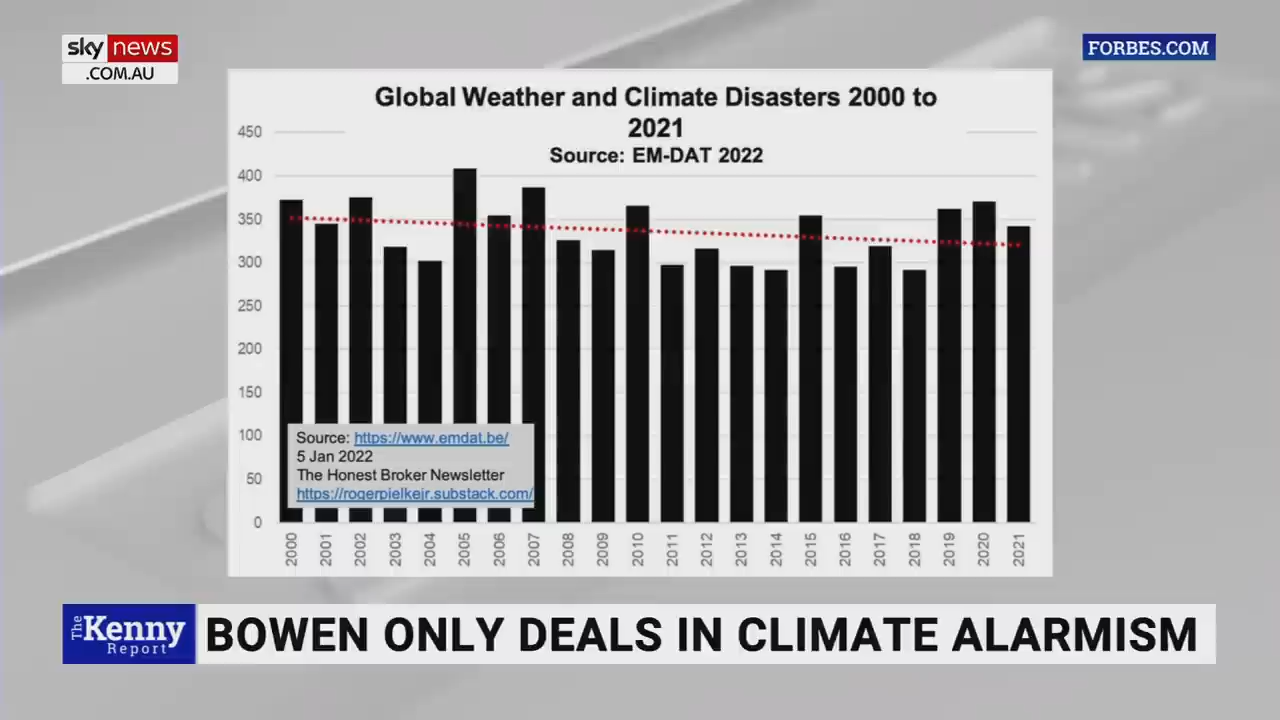 sky news
.COM.AU
FORBES.COM
Global Weather and Climate Disasters 2000 to
2021
Source: EM-DAT 2022
450
400
350
300
250
200
150
100
50
0
Source: https://www.emdat.be/
5 Jan 2022
The Honest Broker Newsletter
https://rogerpielkejr.substack.com/
2000 2001 2002 2003 2004 2005 2006 2007 2008 2009 2010 2011 2012 2013 2014 2015 2016 2017 2018 2019 2020 2021
The Kenny Report
BOWEN ONLY DEALS IN CLIMATE ALARMISM